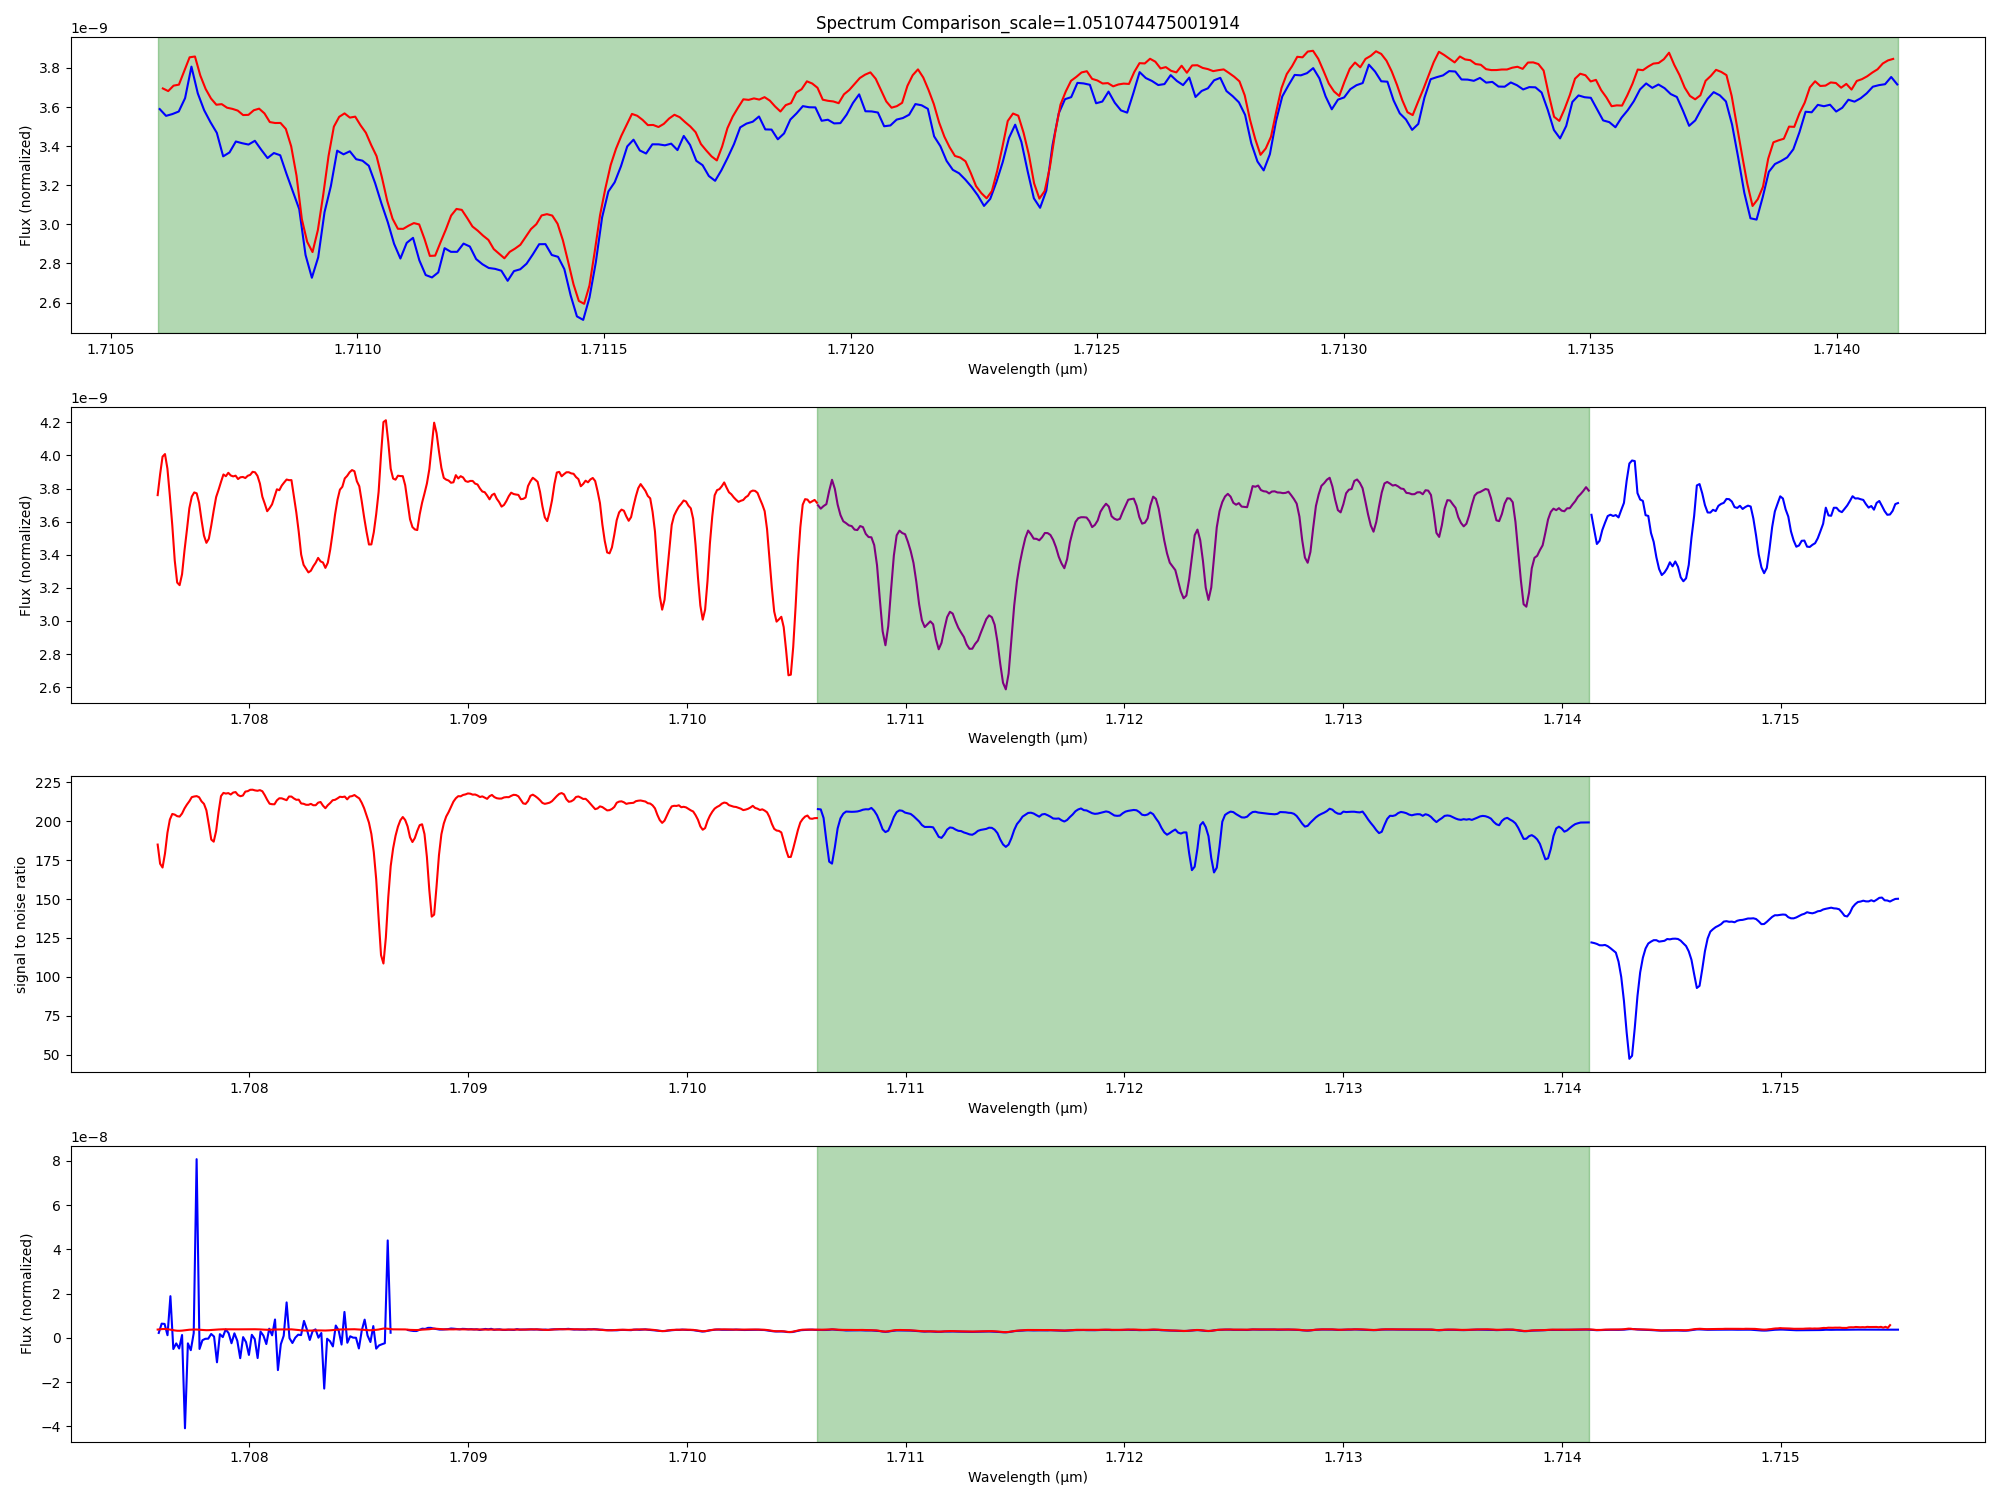 Spectrum Comparison_scale=1.051074475001914
1e−9
3.8
3.6
3.4
3.2
3.0
2.8
2.6
Flux (normalized)
1.7105 1.7110 1.7115 1.7120 1.7125 1.7130 1.7135 1.7140
Wavelength (μm)
1e−9
4.2
4.0
3.8
3.6
3.4
3.2
3.0
2.8
2.6
Flux (normalized)
1.708 1.709 1.710 1.711 1.712 1.713 1.714 1.715
Wavelength (μm)
225
200
175
150
125
100
75
50
signal to noise ratio
1.708 1.709 1.710 1.711 1.712 1.713 1.714 1.715
Wavelength (μm)
1e−8
8
6
4
2
0
−2
−4
Flux (normalized)
1.708 1.709 1.710 1.711 1.712 1.713 1.714 1.715
Wavelength (μm)